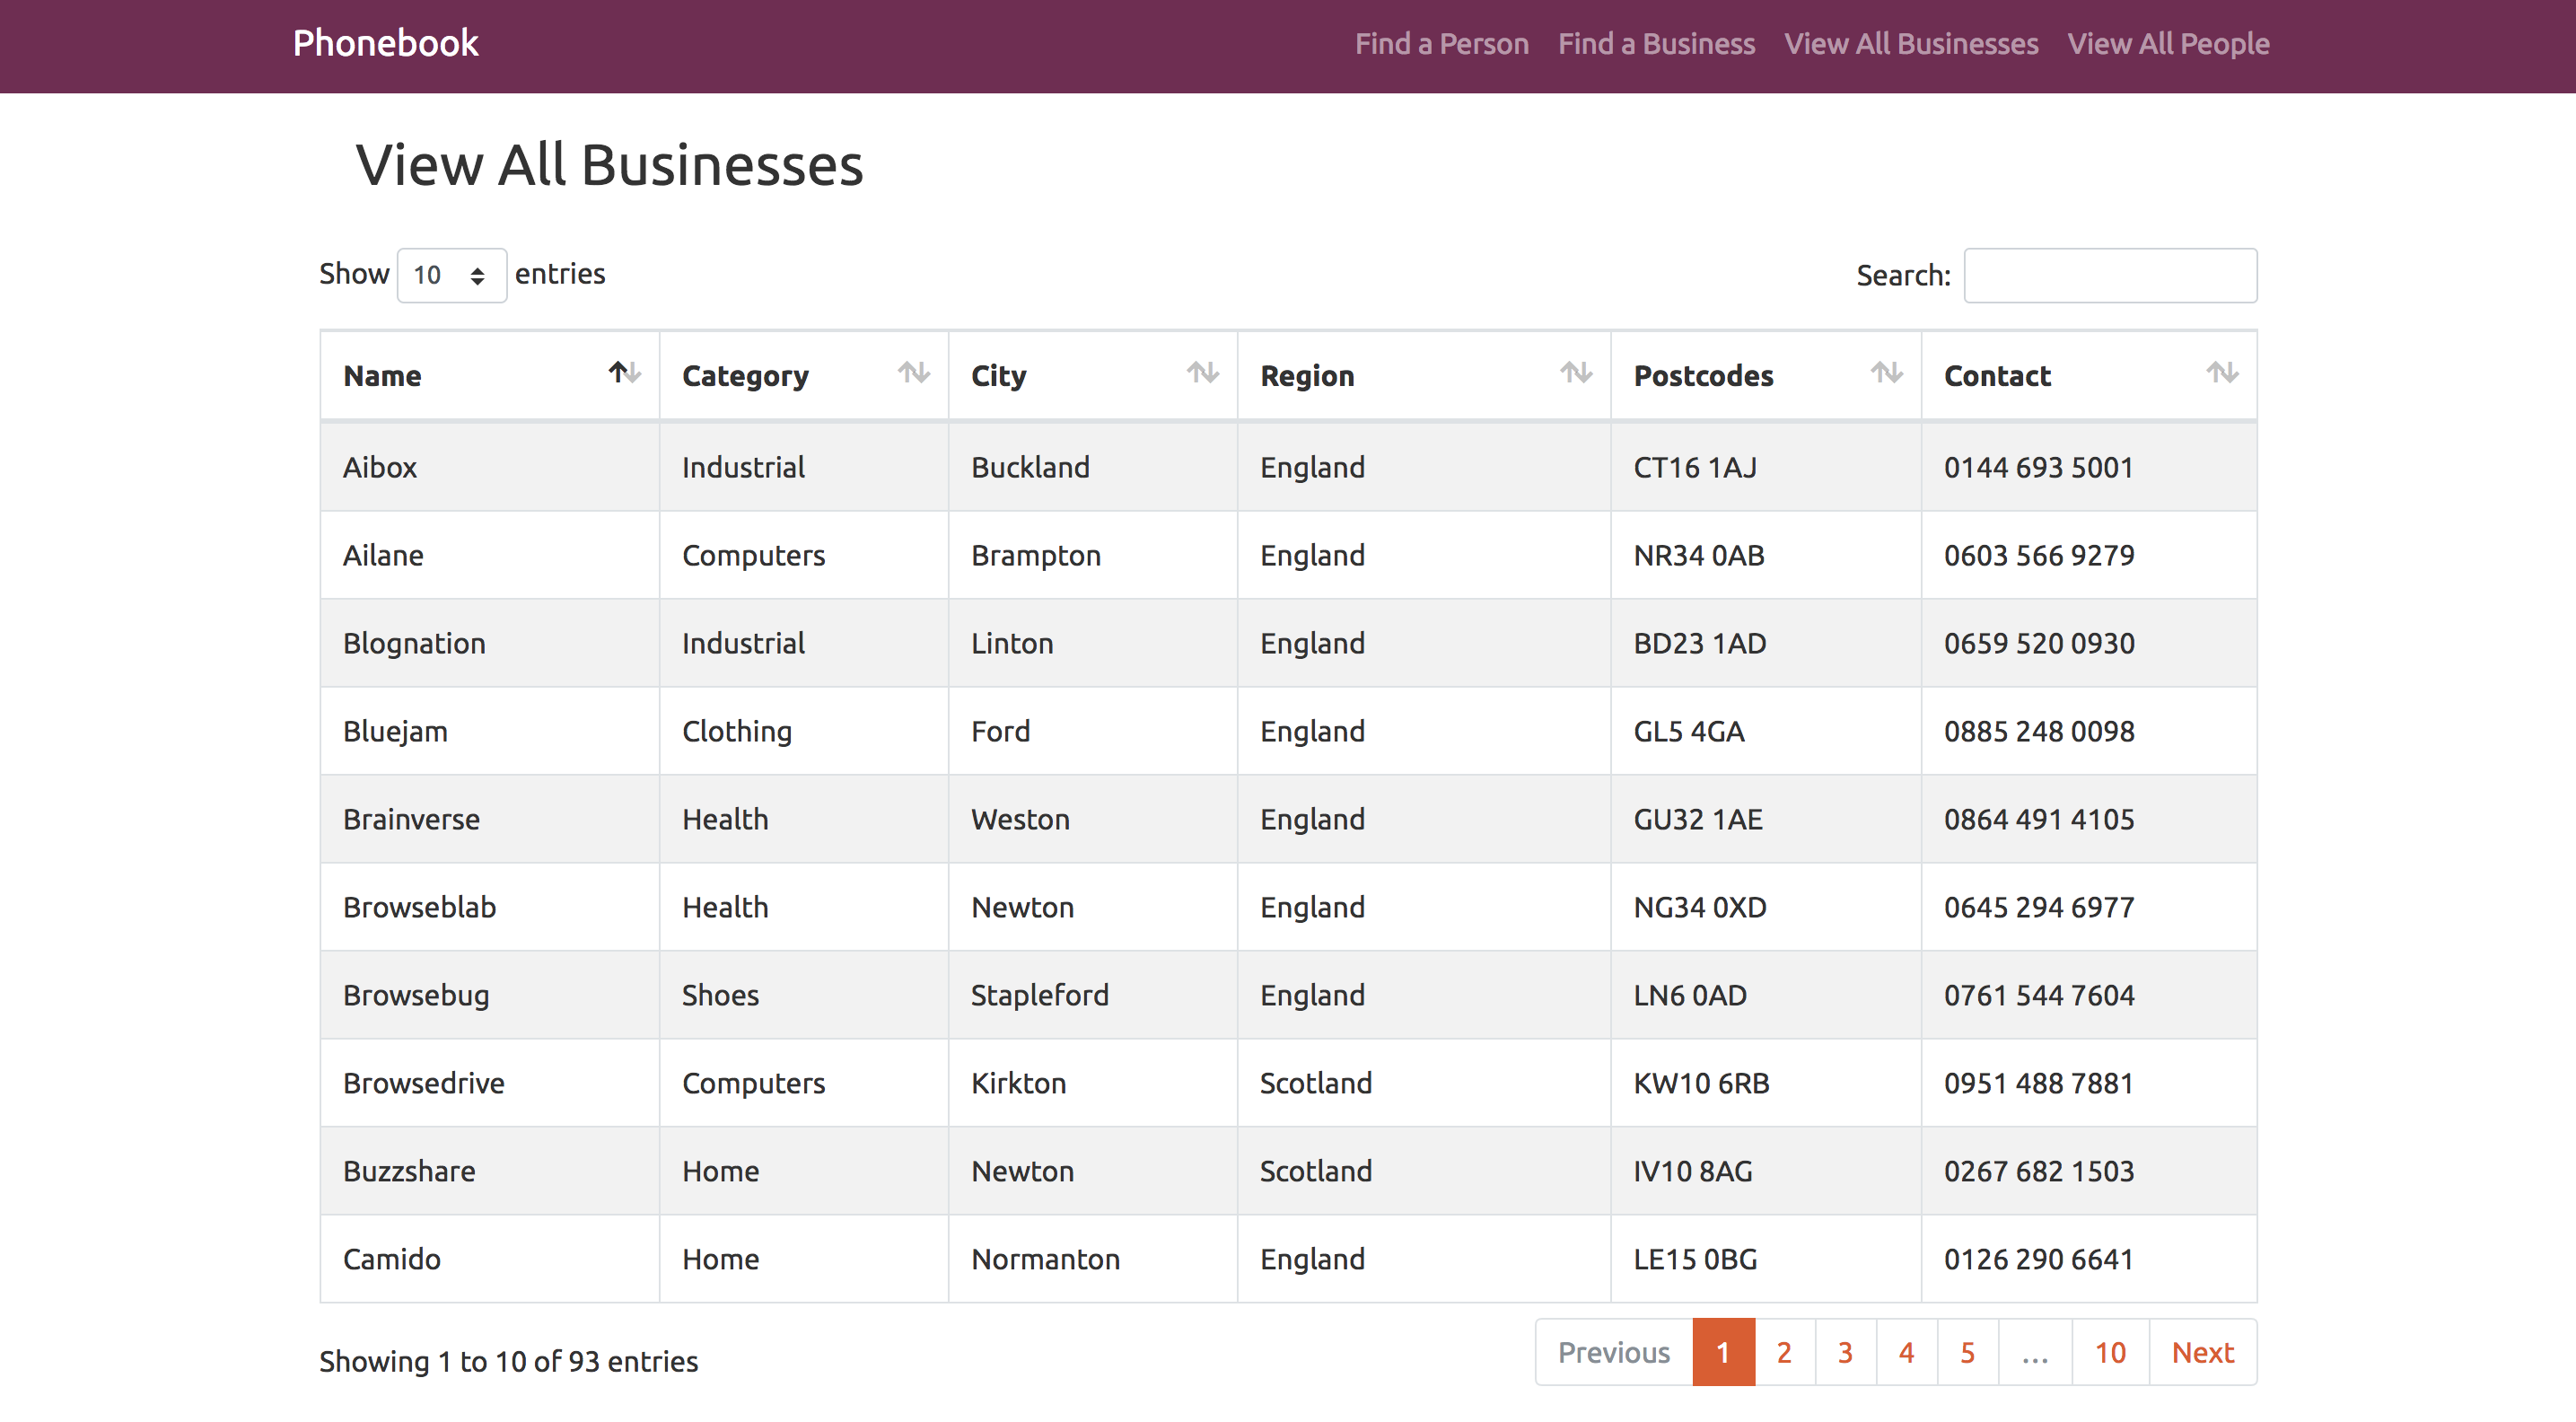 Phonebook Find a Person Find a Business View All Businesses View All People
View All Businesses
Show 10 entries Search:
Name Category City Region Postcodes Contact
Aibox Industrial Buckland England CT16 1AJ 0144 693 5001
Ailane Computers Brampton England NR34 0AB 0603 566 9279
Blognation Industrial Linton England BD23 1AD 0659 520 0930
Bluejam Clothing Ford England GL5 4GA 0885 248 0098
Brainverse Health Weston England GU32 1AE 0864 491 4105
Browseblab Health Newton England NG34 0XD 0645 294 6977
Browsebug Shoes Stapleford England LN6 0AD 0761 544 7604
Browsedrive Computers Kirkton Scotland KW10 6RB 0951 488 7881
Buzzshare Home Newton Scotland IV10 8AG 0267 682 1503
Camido Home Normanton England LE15 0BG 0126 290 6641
Showing 1 to 10 of 93 entries Previous 1 2 3 4 5 ... 10 Next